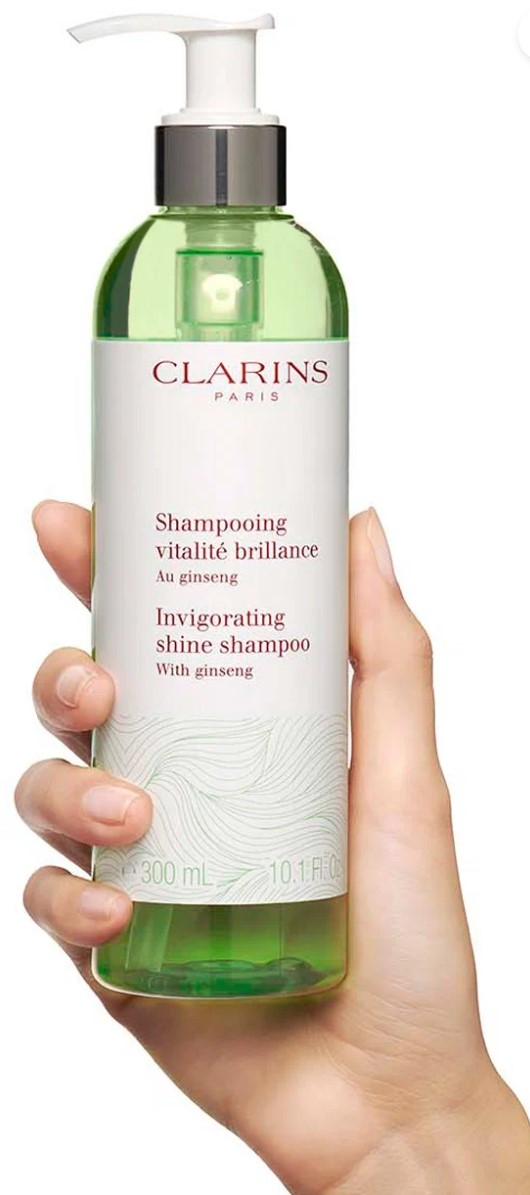 CLARINS
PARIS
Shampooing
vitalité brillance
Au ginseng
Invigorating
shine shampoo
With ginseng
300 mL 10.1 Fl. Oz